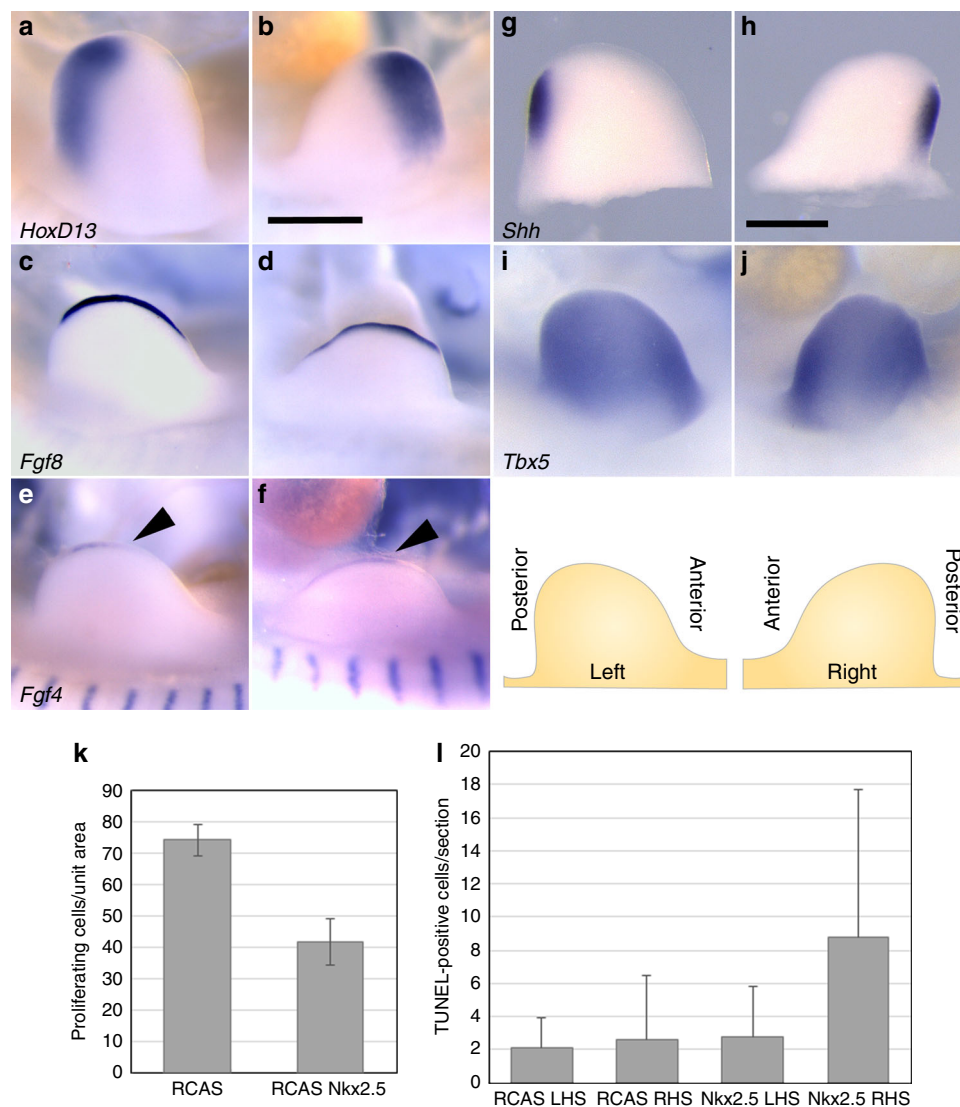 a
b
g
h
HoxD13
Shh
c
d
i
j
Fgf8
Tbx5
e
f
Fgf4
Posterior
Anterior
Left
Anterior
Posterior
Right
k
90
80
70
60
50
40
30
20
10
0
Proliferating cells/unit area
RCAS
RCAS Nkx2.5
l
20
18
16
14
12
10
8
6
4
2
0
TUNEL-positive cells/section
RCAS LHS
RCAS RHS
Nkx2.5 LHS
Nkx2.5 RHS